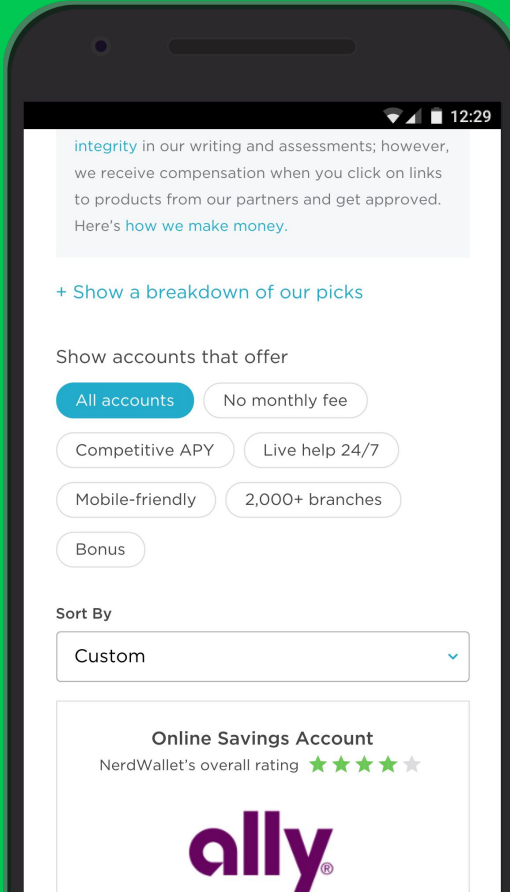 12:29
integrity in our writing and assessments; however,
we receive compensation when you click on links
to products from our partners and get approved.
Here's how we make money.
+ Show a breakdown of our picks
Show accounts that offer
All accounts
No monthly fee
Competitive APY
Live help 24/7
Mobile-friendly
2,000+ branches
Bonus
Sort By
Custom
Online Savings Account
NerdWallet's overall rating
ally®